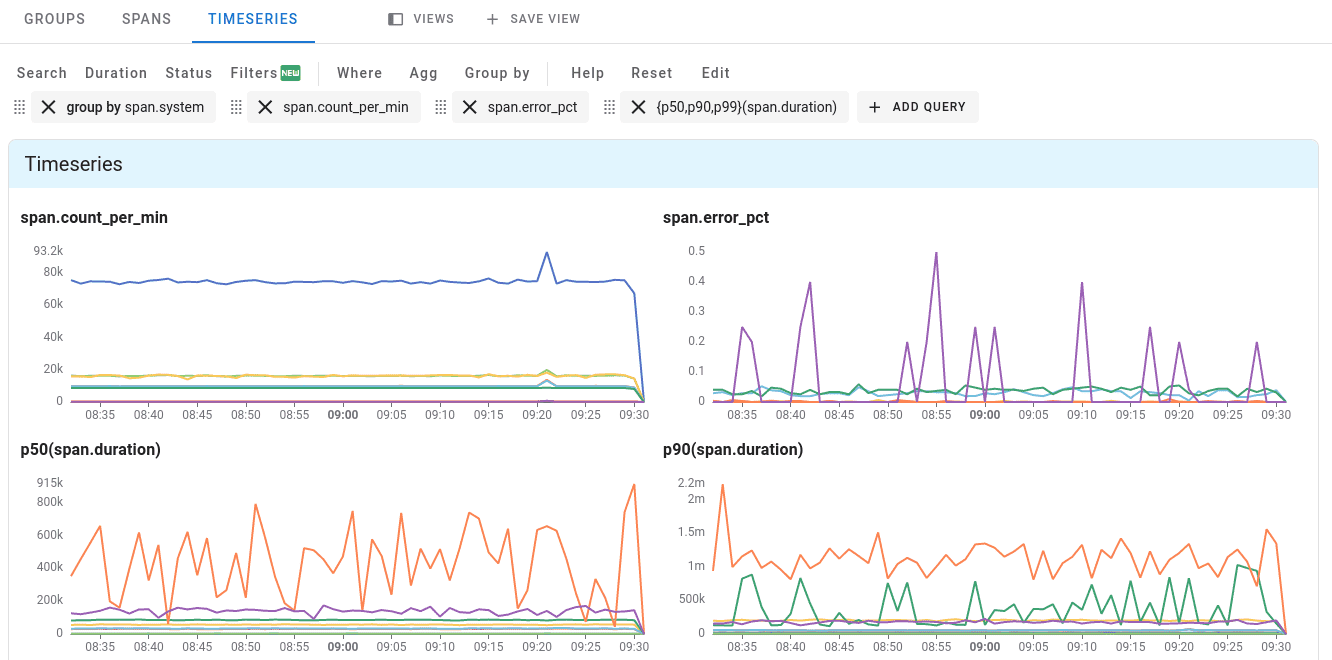 GROUPS SPANS TIMESERIES VIEWS SAVE VIEW
Search Duration Status Filters NEW Where Agg Group by Help Reset Edit
group by span.system span.count_per_min span.error_pct {p50,p90,p99}(span.duration) ADD QUERY
Timeseries
span.count_per_min
93.2k
80k
60k
40k
20k
0
08:35 08:40 08:45 08:50 08:55 09:00 09:05 09:10 09:15 09:20 09:25 09:30
span.error_pct
0.5
0.4
0.3
0.2
0.1
0
08:35 08:40 08:45 08:50 08:55 09:00 09:05 09:10 09:15 09:20 09:25 09:30
p50(span.duration)
915k
800k
600k
400k
200k
0
08:35 08:40 08:45 08:50 08:55 09:00 09:05 09:10 09:15 09:20 09:25 09:30
p90(span.duration)
2.2m
2m
1.5m
1m
500k
0
08:35 08:40 08:45 08:50 08:55 09:00 09:05 09:10 09:15 09:20 09:25 09:30